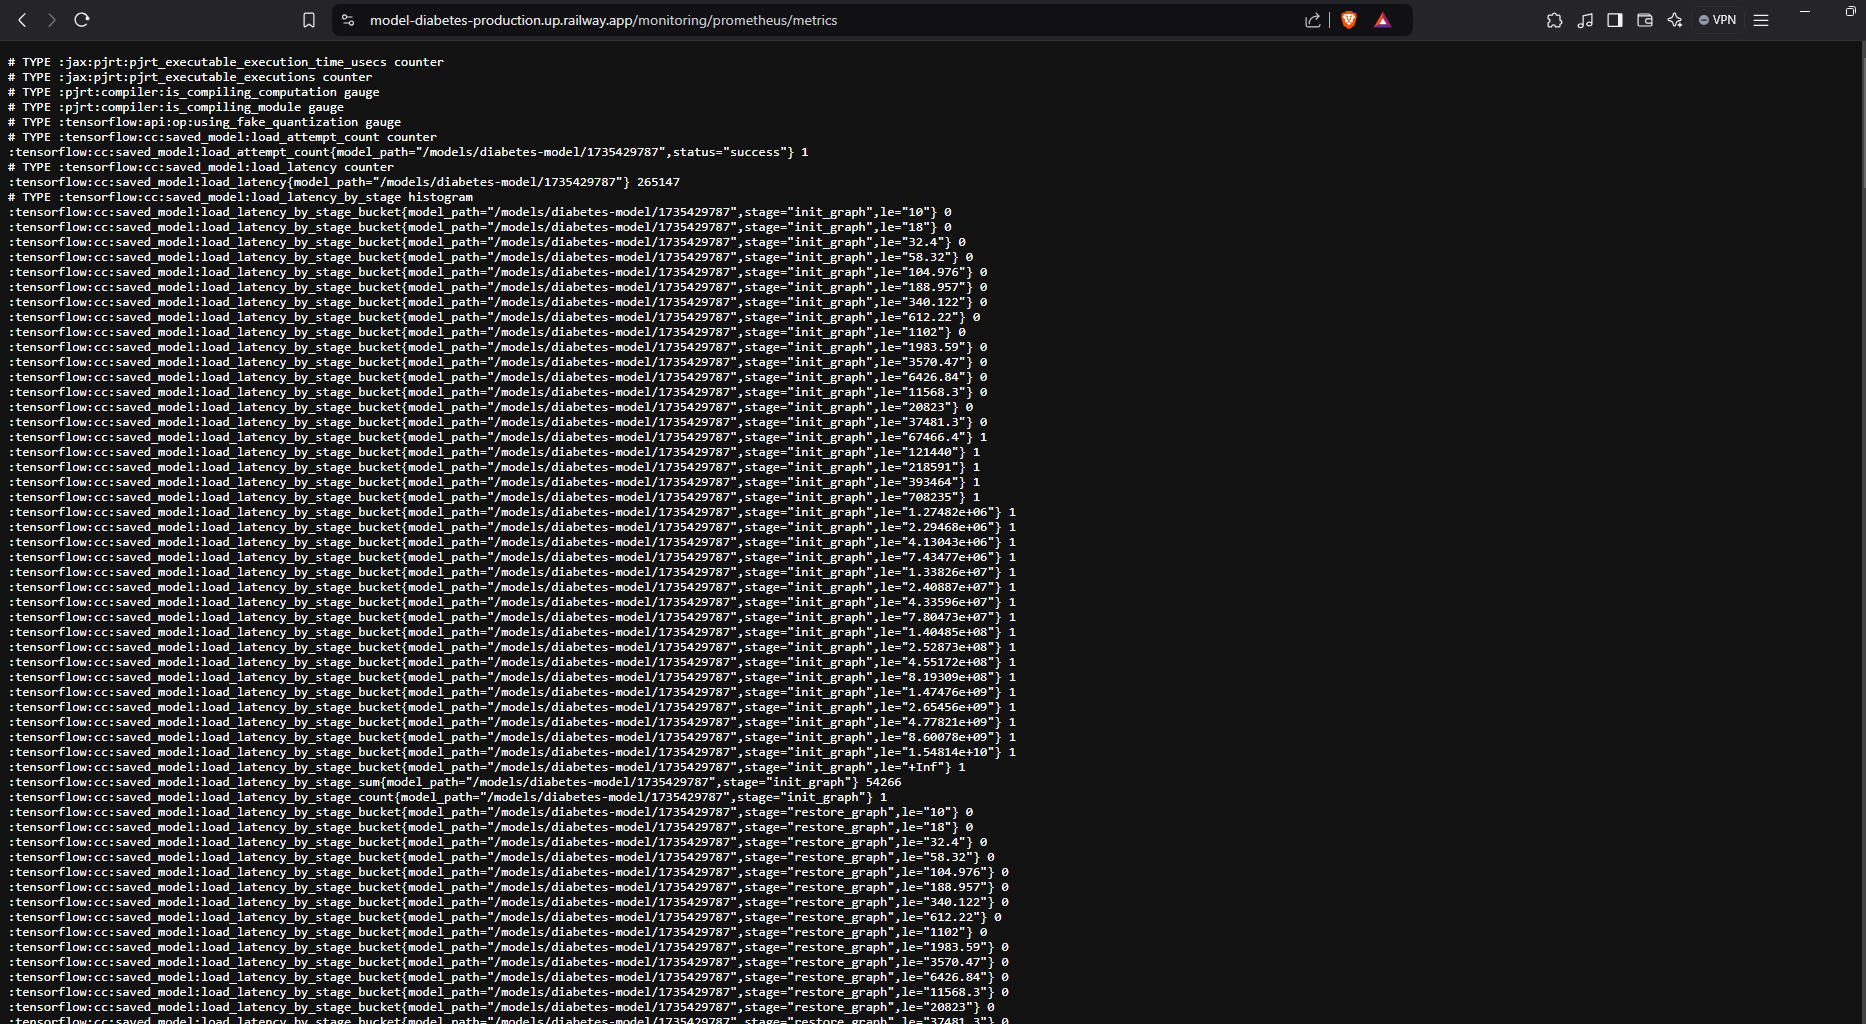 model-diabetes-production.up.railway.app/monitoring/prometheus/metrics
VPN
# TYPE :jax:pjrt:pjrt_executable_execution_time_usecs counter
# TYPE :jax:pjrt:pjrt_executable_executions counter
# TYPE :pjrt:compiler:is_compiling_computation gauge
# TYPE :pjrt:compiler:is_compiling_module gauge
# TYPE :tensorflow:api:op:using_fake_quantization gauge
# TYPE :tensorflow:cc:saved_model:load_attempt_count counter
:tensorflow:cc:saved_model:load_attempt_count{model_path="/models/diabetes-model/1735429787",status="success"} 1
# TYPE :tensorflow:cc:saved_model:load_latency counter
:tensorflow:cc:saved_model:load_latency{model_path="/models/diabetes-model/1735429787"} 265147
# TYPE :tensorflow:cc:saved_model:load_latency_by_stage histogram
:tensorflow:cc:saved_model:load_latency_by_stage_bucket{model_path="/models/diabetes-model/1735429787",stage="init_graph",le="10"} 0
:tensorflow:cc:saved_model:load_latency_by_stage_bucket{model_path="/models/diabetes-model/1735429787",stage="init_graph",le="18"} 0
:tensorflow:cc:saved_model:load_latency_by_stage_bucket{model_path="/models/diabetes-model/1735429787",stage="init_graph",le="32.4"} 0
:tensorflow:cc:saved_model:load_latency_by_stage_bucket{model_path="/models/diabetes-model/1735429787",stage="init_graph",le="58.32"} 0
:tensorflow:cc:saved_model:load_latency_by_stage_bucket{model_path="/models/diabetes-model/1735429787",stage="init_graph",le="104.976"} 0
:tensorflow:cc:saved_model:load_latency_by_stage_bucket{model_path="/models/diabetes-model/1735429787",stage="init_graph",le="188.957"} 0
:tensorflow:cc:saved_model:load_latency_by_stage_bucket{model_path="/models/diabetes-model/1735429787",stage="init_graph",le="340.122"} 0
:tensorflow:cc:saved_model:load_latency_by_stage_bucket{model_path="/models/diabetes-model/1735429787",stage="init_graph",le="612.22"} 0
:tensorflow:cc:saved_model:load_latency_by_stage_bucket{model_path="/models/diabetes-model/1735429787",stage="init_graph",le="1102"} 0
:tensorflow:cc:saved_model:load_latency_by_stage_bucket{model_path="/models/diabetes-model/1735429787",stage="init_graph",le="1983.59"} 0
:tensorflow:cc:saved_model:load_latency_by_stage_bucket{model_path="/models/diabetes-model/1735429787",stage="init_graph",le="3570.47"} 0
:tensorflow:cc:saved_model:load_latency_by_stage_bucket{model_path="/models/diabetes-model/1735429787",stage="init_graph",le="6426.84"} 0
:tensorflow:cc:saved_model:load_latency_by_stage_bucket{model_path="/models/diabetes-model/1735429787",stage="init_graph",le="11568.3"} 0
:tensorflow:cc:saved_model:load_latency_by_stage_bucket{model_path="/models/diabetes-model/1735429787",stage="init_graph",le="20823"} 0
:tensorflow:cc:saved_model:load_latency_by_stage_bucket{model_path="/models/diabetes-model/1735429787",stage="init_graph",le="37481.3"} 0
:tensorflow:cc:saved_model:load_latency_by_stage_bucket{model_path="/models/diabetes-model/1735429787",stage="init_graph",le="67466.4"} 1
:tensorflow:cc:saved_model:load_latency_by_stage_bucket{model_path="/models/diabetes-model/1735429787",stage="init_graph",le="121440"} 1
:tensorflow:cc:saved_model:load_latency_by_stage_bucket{model_path="/models/diabetes-model/1735429787",stage="init_graph",le="218591"} 1
:tensorflow:cc:saved_model:load_latency_by_stage_bucket{model_path="/models/diabetes-model/1735429787",stage="init_graph",le="393464"} 1
:tensorflow:cc:saved_model:load_latency_by_stage_bucket{model_path="/models/diabetes-model/1735429787",stage="init_graph",le="708235"} 1
:tensorflow:cc:saved_model:load_latency_by_stage_bucket{model_path="/models/diabetes-model/1735429787",stage="init_graph",le="1.27482e+06"} 1
:tensorflow:cc:saved_model:load_latency_by_stage_bucket{model_path="/models/diabetes-model/1735429787",stage="init_graph",le="2.29468e+06"} 1
:tensorflow:cc:saved_model:load_latency_by_stage_bucket{model_path="/models/diabetes-model/1735429787",stage="init_graph",le="4.13043e+06"} 1
:tensorflow:cc:saved_model:load_latency_by_stage_bucket{model_path="/models/diabetes-model/1735429787",stage="init_graph",le="7.43477e+06"} 1
:tensorflow:cc:saved_model:load_latency_by_stage_bucket{model_path="/models/diabetes-model/1735429787",stage="init_graph",le="1.33826e+07"} 1
:tensorflow:cc:saved_model:load_latency_by_stage_bucket{model_path="/models/diabetes-model/1735429787",stage="init_graph",le="2.40887e+07"} 1
:tensorflow:cc:saved_model:load_latency_by_stage_bucket{model_path="/models/diabetes-model/1735429787",stage="init_graph",le="4.33596e+07"} 1
:tensorflow:cc:saved_model:load_latency_by_stage_bucket{model_path="/models/diabetes-model/1735429787",stage="init_graph",le="7.80473e+07"} 1
:tensorflow:cc:saved_model:load_latency_by_stage_bucket{model_path="/models/diabetes-model/1735429787",stage="init_graph",le="1.40485e+08"} 1
:tensorflow:cc:saved_model:load_latency_by_stage_bucket{model_path="/models/diabetes-model/1735429787",stage="init_graph",le="2.52873e+08"} 1
:tensorflow:cc:saved_model:load_latency_by_stage_bucket{model_path="/models/diabetes-model/1735429787",stage="init_graph",le="4.55172e+08"} 1
:tensorflow:cc:saved_model:load_latency_by_stage_bucket{model_path="/models/diabetes-model/1735429787",stage="init_graph",le="8.19309e+08"} 1
:tensorflow:cc:saved_model:load_latency_by_stage_bucket{model_path="/models/diabetes-model/1735429787",stage="init_graph",le="1.47476e+09"} 1
:tensorflow:cc:saved_model:load_latency_by_stage_bucket{model_path="/models/diabetes-model/1735429787",stage="init_graph",le="2.65456e+09"} 1
:tensorflow:cc:saved_model:load_latency_by_stage_bucket{model_path="/models/diabetes-model/1735429787",stage="init_graph",le="4.77821e+09"} 1
:tensorflow:cc:saved_model:load_latency_by_stage_bucket{model_path="/models/diabetes-model/1735429787",stage="init_graph",le="8.60078e+09"} 1
:tensorflow:cc:saved_model:load_latency_by_stage_bucket{model_path="/models/diabetes-model/1735429787",stage="init_graph",le="1.54814e+10"} 1
:tensorflow:cc:saved_model:load_latency_by_stage_bucket{model_path="/models/diabetes-model/1735429787",stage="init_graph",le="+Inf"} 1
:tensorflow:cc:saved_model:load_latency_by_stage_sum{model_path="/models/diabetes-model/1735429787",stage="init_graph"} 54266
:tensorflow:cc:saved_model:load_latency_by_stage_count{model_path="/models/diabetes-model/1735429787",stage="init_graph"} 1
:tensorflow:cc:saved_model:load_latency_by_stage_bucket{model_path="/models/diabetes-model/1735429787",stage="restore_graph",le="10"} 0
:tensorflow:cc:saved_model:load_latency_by_stage_bucket{model_path="/models/diabetes-model/1735429787",stage="restore_graph",le="18"} 0
:tensorflow:cc:saved_model:load_latency_by_stage_bucket{model_path="/models/diabetes-model/1735429787",stage="restore_graph",le="32.4"} 0
:tensorflow:cc:saved_model:load_latency_by_stage_bucket{model_path="/models/diabetes-model/1735429787",stage="restore_graph",le="58.32"} 0
:tensorflow:cc:saved_model:load_latency_by_stage_bucket{model_path="/models/diabetes-model/1735429787",stage="restore_graph",le="104.976"} 0
:tensorflow:cc:saved_model:load_latency_by_stage_bucket{model_path="/models/diabetes-model/1735429787",stage="restore_graph",le="188.957"} 0
:tensorflow:cc:saved_model:load_latency_by_stage_bucket{model_path="/models/diabetes-model/1735429787",stage="restore_graph",le="340.122"} 0
:tensorflow:cc:saved_model:load_latency_by_stage_bucket{model_path="/models/diabetes-model/1735429787",stage="restore_graph",le="612.22"} 0
:tensorflow:cc:saved_model:load_latency_by_stage_bucket{model_path="/models/diabetes-model/1735429787",stage="restore_graph",le="1102"} 0
:tensorflow:cc:saved_model:load_latency_by_stage_bucket{model_path="/models/diabetes-model/1735429787",stage="restore_graph",le="1983.59"} 0
:tensorflow:cc:saved_model:load_latency_by_stage_bucket{model_path="/models/diabetes-model/1735429787",stage="restore_graph",le="3570.47"} 0
:tensorflow:cc:saved_model:load_latency_by_stage_bucket{model_path="/models/diabetes-model/1735429787",stage="restore_graph",le="6426.84"} 0
:tensorflow:cc:saved_model:load_latency_by_stage_bucket{model_path="/models/diabetes-model/1735429787",stage="restore_graph",le="11568.3"} 0
:tensorflow:cc:saved_model:load_latency_by_stage_bucket{model_path="/models/diabetes-model/1735429787",stage="restore_graph",le="20823"} 0
:tensorflow:cc:saved_model:load_latency_by_stage_bucket{model_path="/models/diabetes-model/1735429787",stage="restore_graph",le="37481.3"} 0